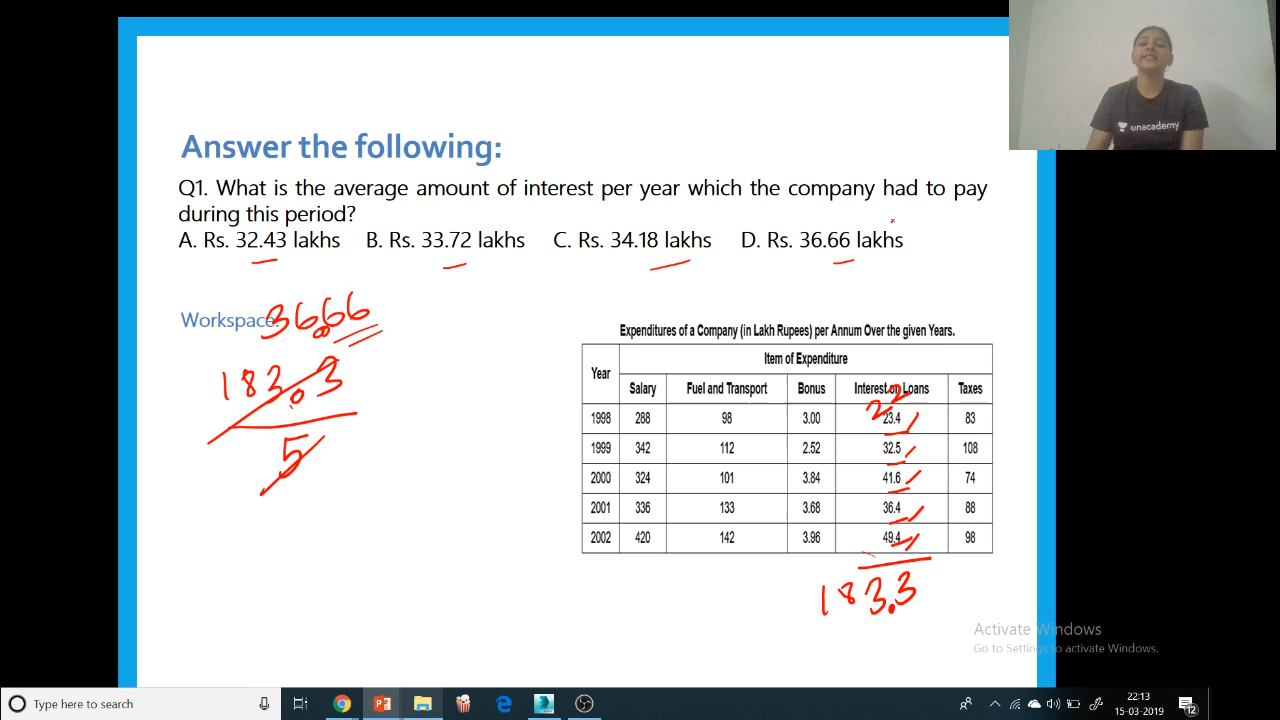 unacademy
Answer the following:
Q1. What is the average amount of interest per year which the company had to pay
during this period?
A. Rs. 32.43 lakhs B. Rs. 33.72 lakhs C. Rs. 34.18 lakhs D. Rs. 36.66 lakhs
Workspace:
36.66
183.3
5
Expenditures of a Company (in Lakh Rupees) per Annum Over the given Years.
Year Item of Expenditure
Salary Fuel and Transport Bonus Interest on Loans Taxes
22
1998 288 98 3.00 23.4 83
1999 342 112 2.52 32.5 108
2000 324 101 3.84 41.6 74
2001 336 133 3.68 36.4 88
2002 420 142 3.96 49.4 98
183.3
Activate Windows
Go to Settings to activate Windows.
Type here to search
22:13
15-03-2019
12